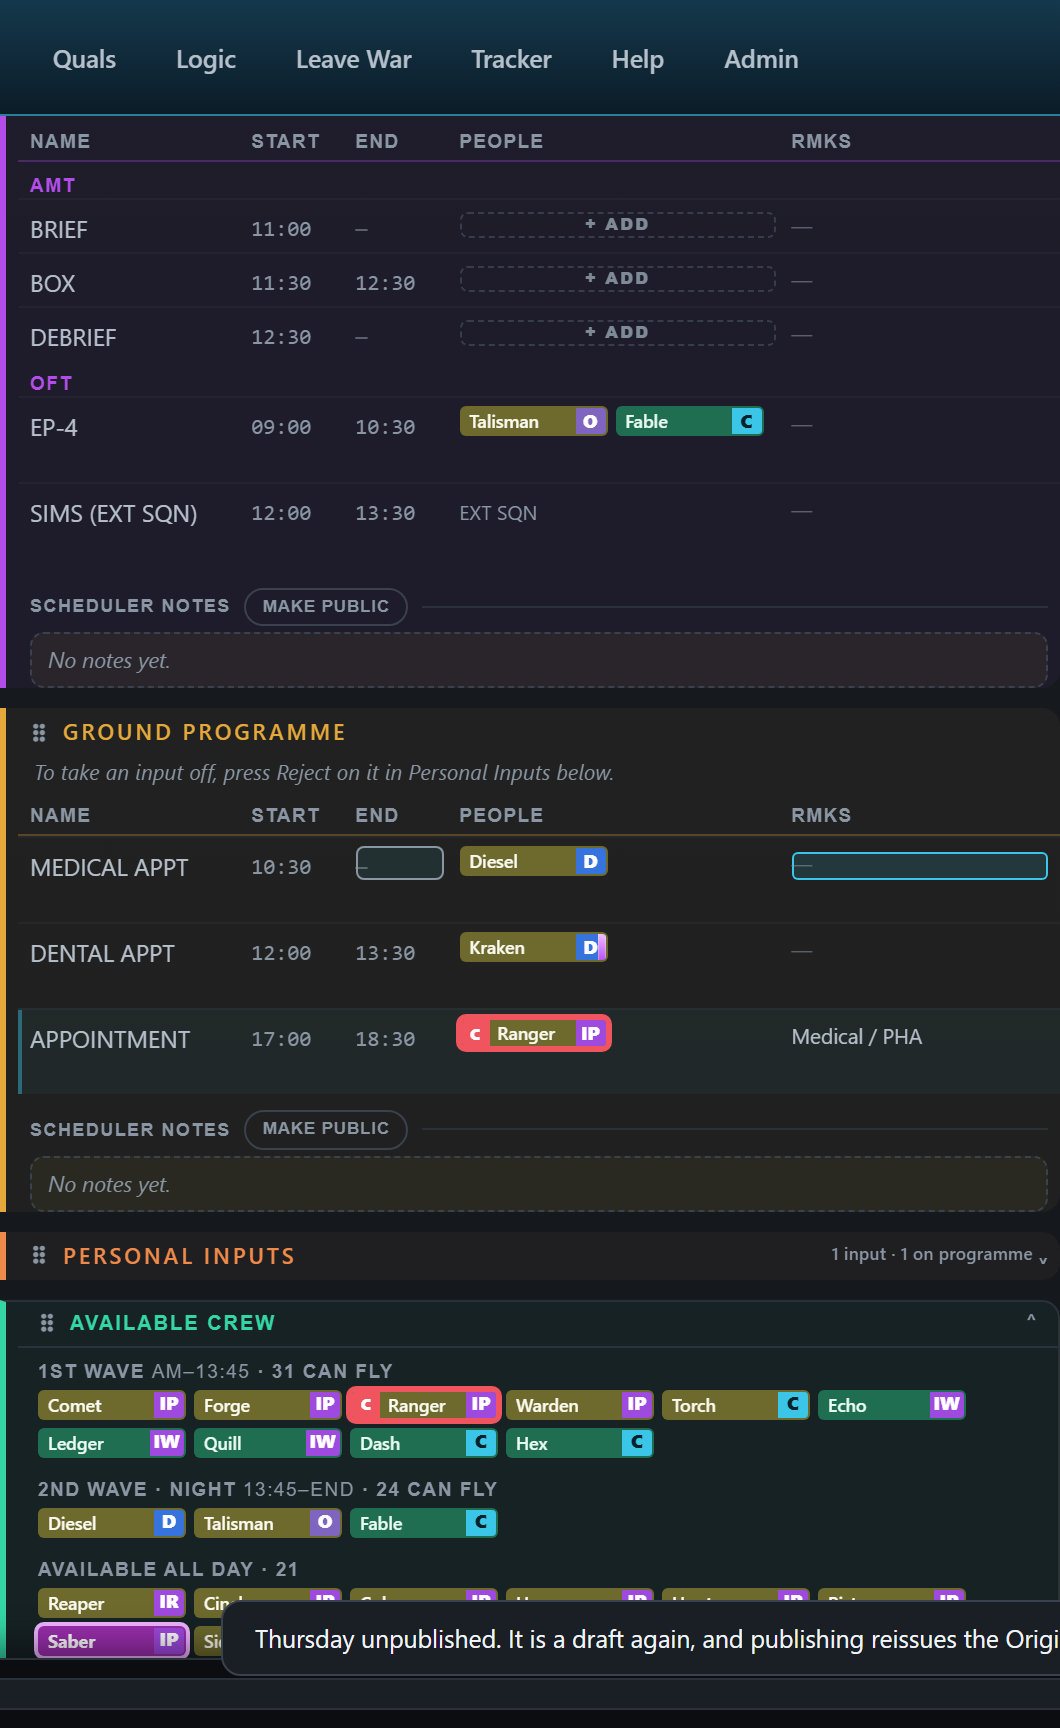 Quals Logic Leave War Tracker Help Admin
NAME START END PEOPLE RMKS
AMT
BRIEF 11:00 — + ADD —
BOX 11:30 12:30 + ADD —
DEBRIEF 12:30 — + ADD —
OFT
EP-4 09:00 10:30 Talisman O Fable C —
SIMS (EXT SQN) 12:00 13:30 EXT SQN —
SCHEDULER NOTES MAKE PUBLIC
No notes yet.
GROUND PROGRAMME
To take an input off, press Reject on it in Personal Inputs below.
NAME START END PEOPLE RMKS
MEDICAL APPT 10:30 — Diesel D —
DENTAL APPT 12:00 13:30 Kraken D —
APPOINTMENT 17:00 18:30 C Ranger IP Medical / PHA
SCHEDULER NOTES MAKE PUBLIC
No notes yet.
PERSONAL INPUTS 1 input · 1 on programme
AVAILABLE CREW
1ST WAVE AM–13:45 · 31 CAN FLY
Comet IP Forge IP C Ranger IP Warden IP Torch C Echo IW
Ledger IW Quill IW Dash C Hex C
2ND WAVE · NIGHT 13:45–END · 24 CAN FLY
Diesel D Talisman O Fable C
AVAILABLE ALL DAY · 21
Reaper IR
Saber IP
Thursday unpublished. It is a draft again, and publishing reissues the Origi